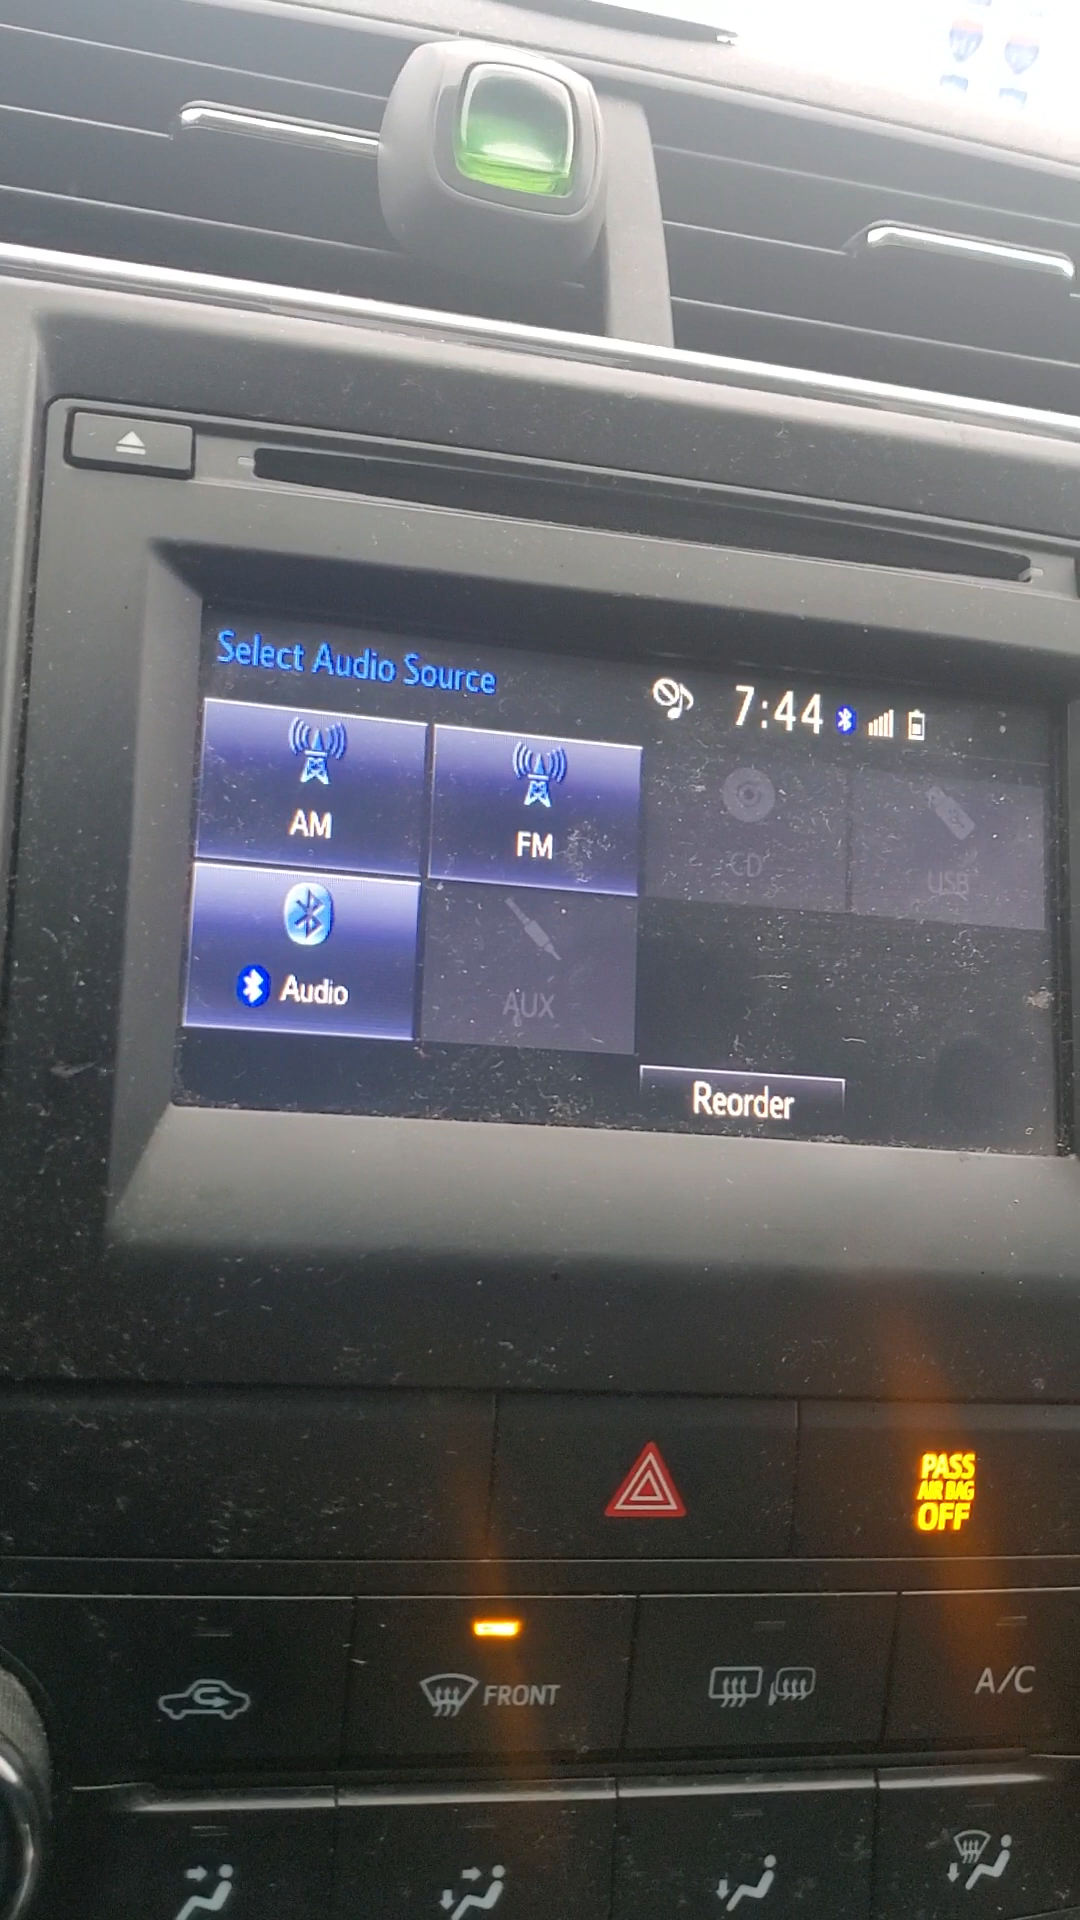 Select Audio Source
7:44
AM
FM
CD
USB
Audio
AUX
Reorder
PASS
AIR BAG
OFF
FRONT
A/C